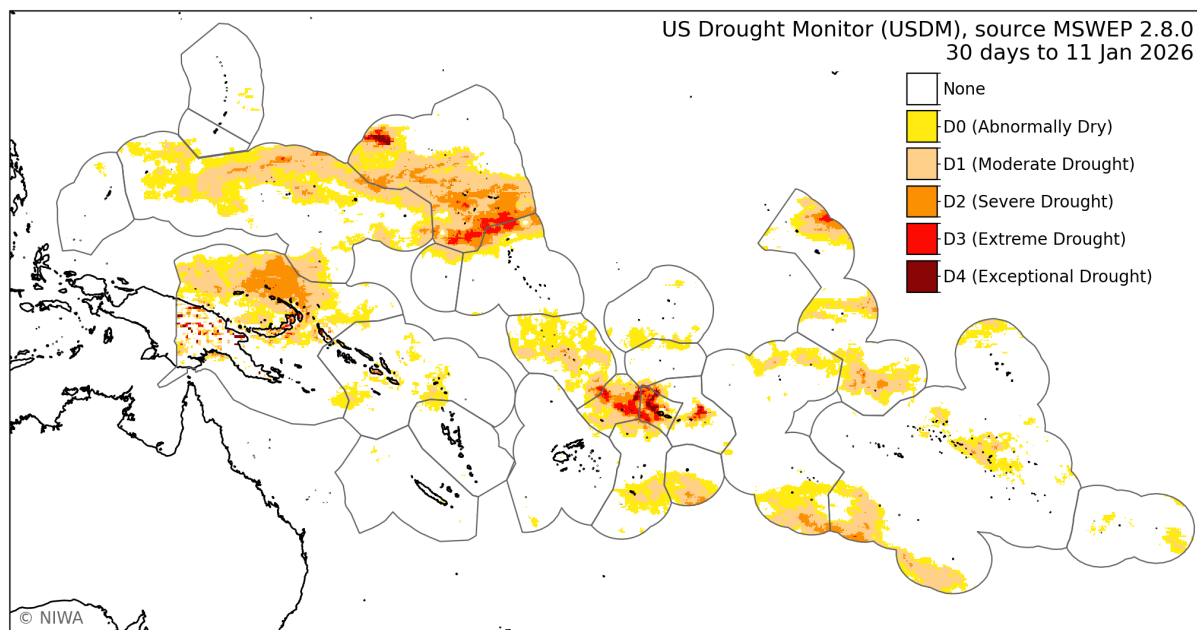 US Drought Monitor (USDM), source MSWEP 2.8.0
30 days to 11 Jan 2026
None
D0 (Abnormally Dry)
D1 (Moderate Drought)
D2 (Severe Drought)
D3 (Extreme Drought)
D4 (Exceptional Drought)
© NIWA